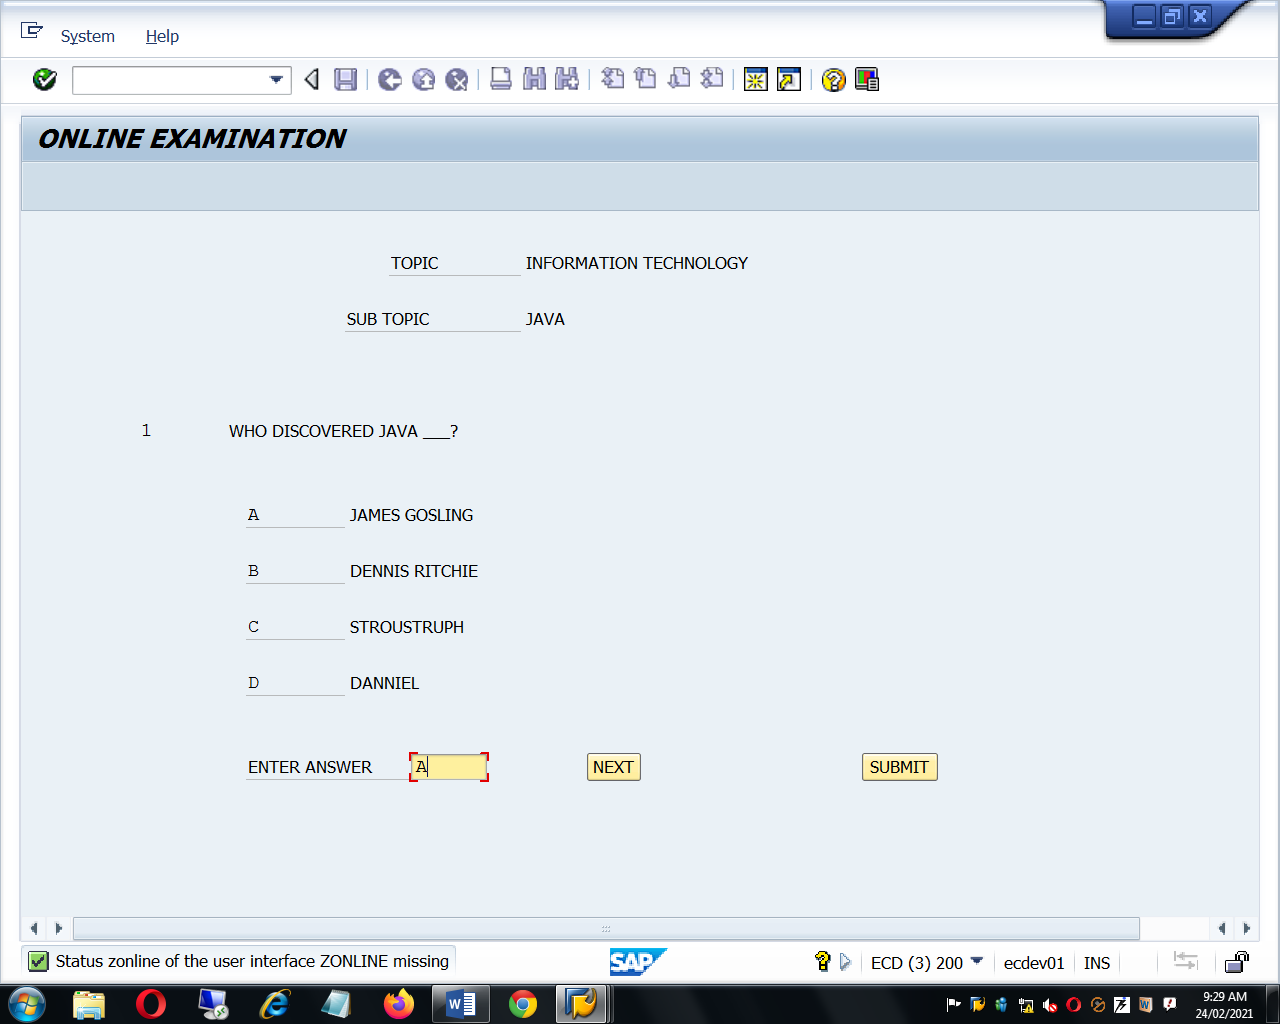 System Help
ONLINE EXAMINATION
TOPIC INFORMATION TECHNOLOGY
SUB TOPIC JAVA
1 WHO DISCOVERED JAVA ___?
A JAMES GOSLING
B DENNIS RITCHIE
C STROUSTRUPH
D DANNIEL
ENTER ANSWER A NEXT SUBMIT
Status zonline of the user interface ZONLINE missing SAP ECD (3) 200 ecdev01 INS
9:29 AM
24/02/2021